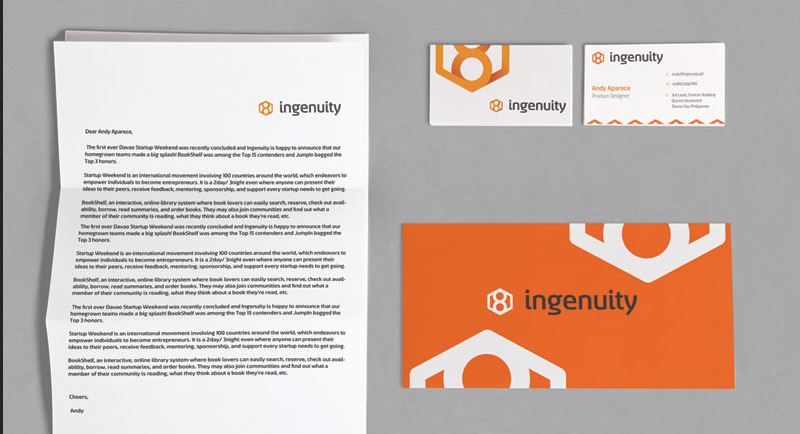 ingenuity
Dear Andy Aparece,
The first ever Davao Startup Weekend was recently concluded and Ingenuity is happy to announce that our
homegrown teams made a big splash! BookShelf was among the Top 15 contenders and JumpIn bagged the
Top 3 honors.
Startup Weekend is an international movement involving 100 countries around the world, which endeavors to
empower individuals to become entrepreneurs. It is a 2day/ 3night even where anyone can present their
ideas to their peers, receive feedback, mentoring, sponsorship, and support every startup needs to get going.
BookShelf, an interactive, online library system where book lovers can easily search, reserve, check out avail-
ability, borrow, read summaries, and order books. They may also join communities and find out what a
member of their community is reading, what they think about a book they're read, etc.
The first ever Davao Startup Weekend was recently concluded and Ingenuity is happy to announce that our
homegrown teams made a big splash! BookShelf was among the Top 15 contenders and JumpIn bagged the
Top 3 honors.
Startup Weekend is an international movement involving 100 countries around the world, which endeavors to
empower individuals to become entrepreneurs. It is a 2day/ 3night even where anyone can present their
ideas to their peers, receive feedback, mentoring, sponsorship, and support every startup needs to get going.
BookShelf, an interactive, online library system where book lovers can easily search, reserve, check out avail-
ability, borrow, read summaries, and order books. They may also join communities and find out what a
member of their community is reading, what they think about a book they're read, etc.
The first ever Davao Startup Weekend was recently concluded and Ingenuity is happy to announce that our
homegrown teams made a big splash! BookShelf was among the Top 15 contenders and JumpIn bagged the
Top 3 honors.
Startup Weekend is an international movement involving 100 countries around the world, which endeavors to
empower individuals to become entrepreneurs. It is a 2day/ 3night even where anyone can present their
ideas to their peers, receive feedback, mentoring, sponsorship, and support every startup needs to get going.
BookShelf, an interactive, online library system where book lovers can easily search, reserve, check out avail-
ability, borrow, read summaries, and order books. They may also join communities and find out what a
member of their community is reading, what they think about a book they're read, etc.
Cheers,
Andy
ingenuity
ingenuity
Andy Aparece
Product Designer
andy@ingenuity.ph
Davao City, Philippines
ingenuity